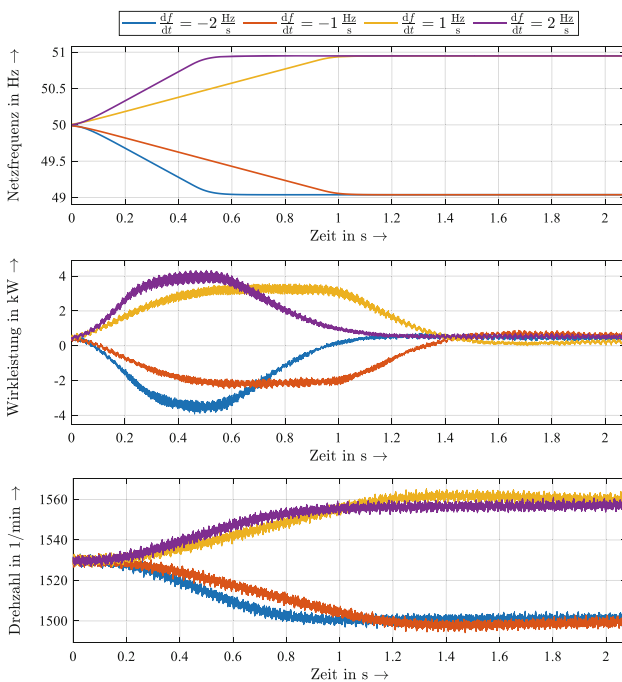 df/dt = −2 Hz/s df/dt = −1 Hz/s df/dt = 1 Hz/s df/dt = 2 Hz/s
Netzfrequenz in Hz →
51
50.5
50
49.5
49
0 0.2 0.4 0.6 0.8 1 1.2 1.4 1.6 1.8 2
Zeit in s →
Wirkleistung in kW →
4
2
0
-2
-4
0 0.2 0.4 0.6 0.8 1 1.2 1.4 1.6 1.8 2
Zeit in s →
Drehzahl in 1/min →
1560
1540
1520
1500
0 0.2 0.4 0.6 0.8 1 1.2 1.4 1.6 1.8 2
Zeit in s →